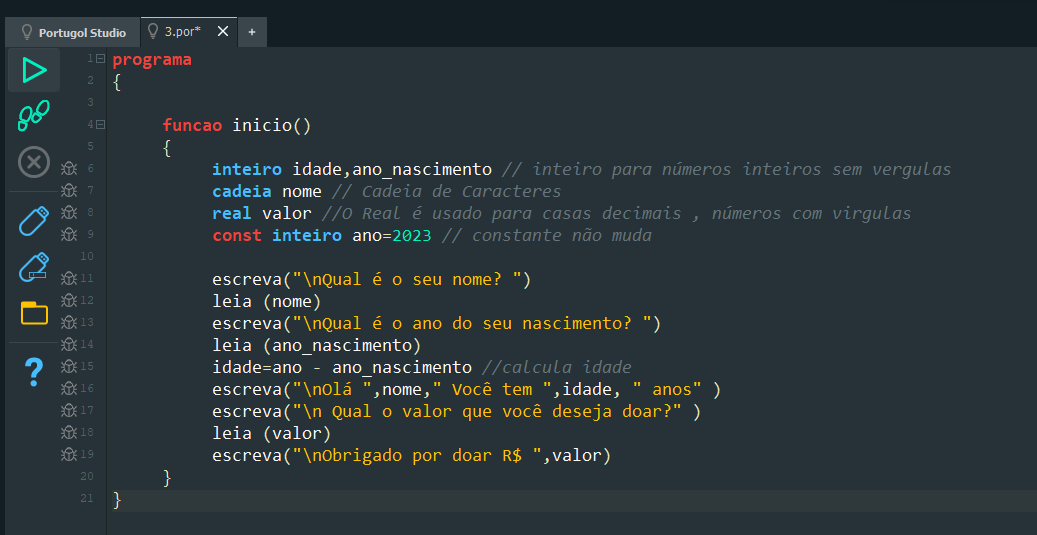 Portugol Studio
3.por*
+
1 programa
2 {
3
4 funcao inicio()
5 {
6 inteiro idade,ano_nascimento // inteiro para números inteiros sem vergulas
7 cadeia nome // Cadeia de Caracteres
8 real valor //O Real é usado para casas decimais , números com virgulas
9 const inteiro ano=2023 // constante não muda
10
11 escreva("\nQual é o seu nome? ")
12 leia (nome)
13 escreva("\nQual é o ano do seu nascimento? ")
14 leia (ano_nascimento)
15 idade=ano - ano_nascimento //calcula idade
16 escreva("\nOlá ",nome," Você tem ",idade, " anos" )
17 escreva("\n Qual o valor que você deseja doar?" )
18 leia (valor)
19 escreva("\nObrigado por doar R$ ",valor)
20 }
21 }
?